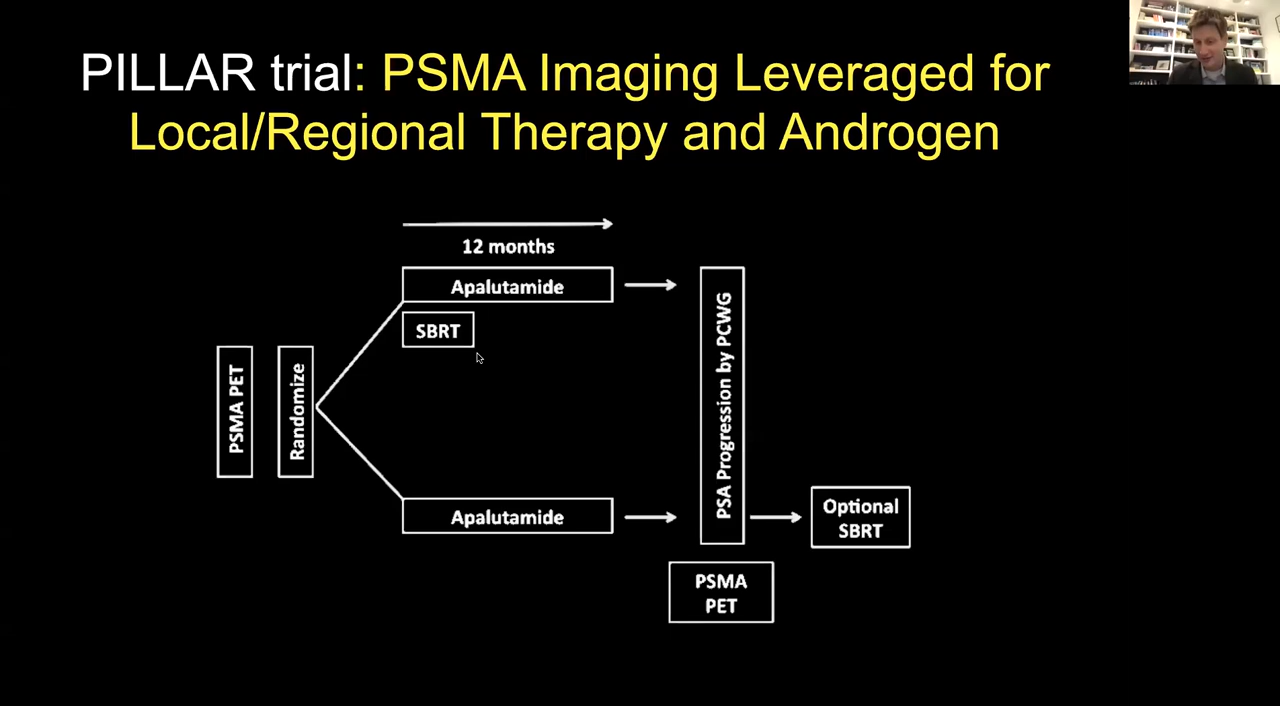 PILLAR trial: PSMA Imaging Leveraged for
Local/Regional Therapy and Androgen
12 months
Apalutamide
SBRT
PSMA PET
Randomize
Apalutamide
PSA Progression by PCWG
Optional
SBRT
PSMA
PET